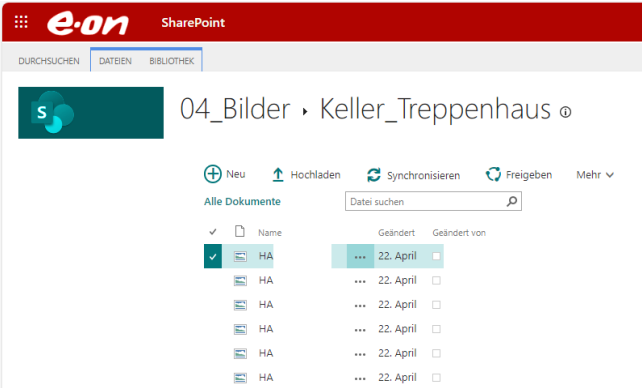 e·on SharePoint
DURCHSUCHEN DATEIEN BIBLIOTHEK
S
04_Bilder ▸ Keller_Treppenhaus
Neu Hochladen Synchronisieren Freigeben Mehr
Alle Dokumente Datei suchen
Name Geändert Geändert von
HA ... 22. April
HA ... 22. April
HA ... 22. April
HA ... 22. April
HA ... 22. April
HA ... 22. April